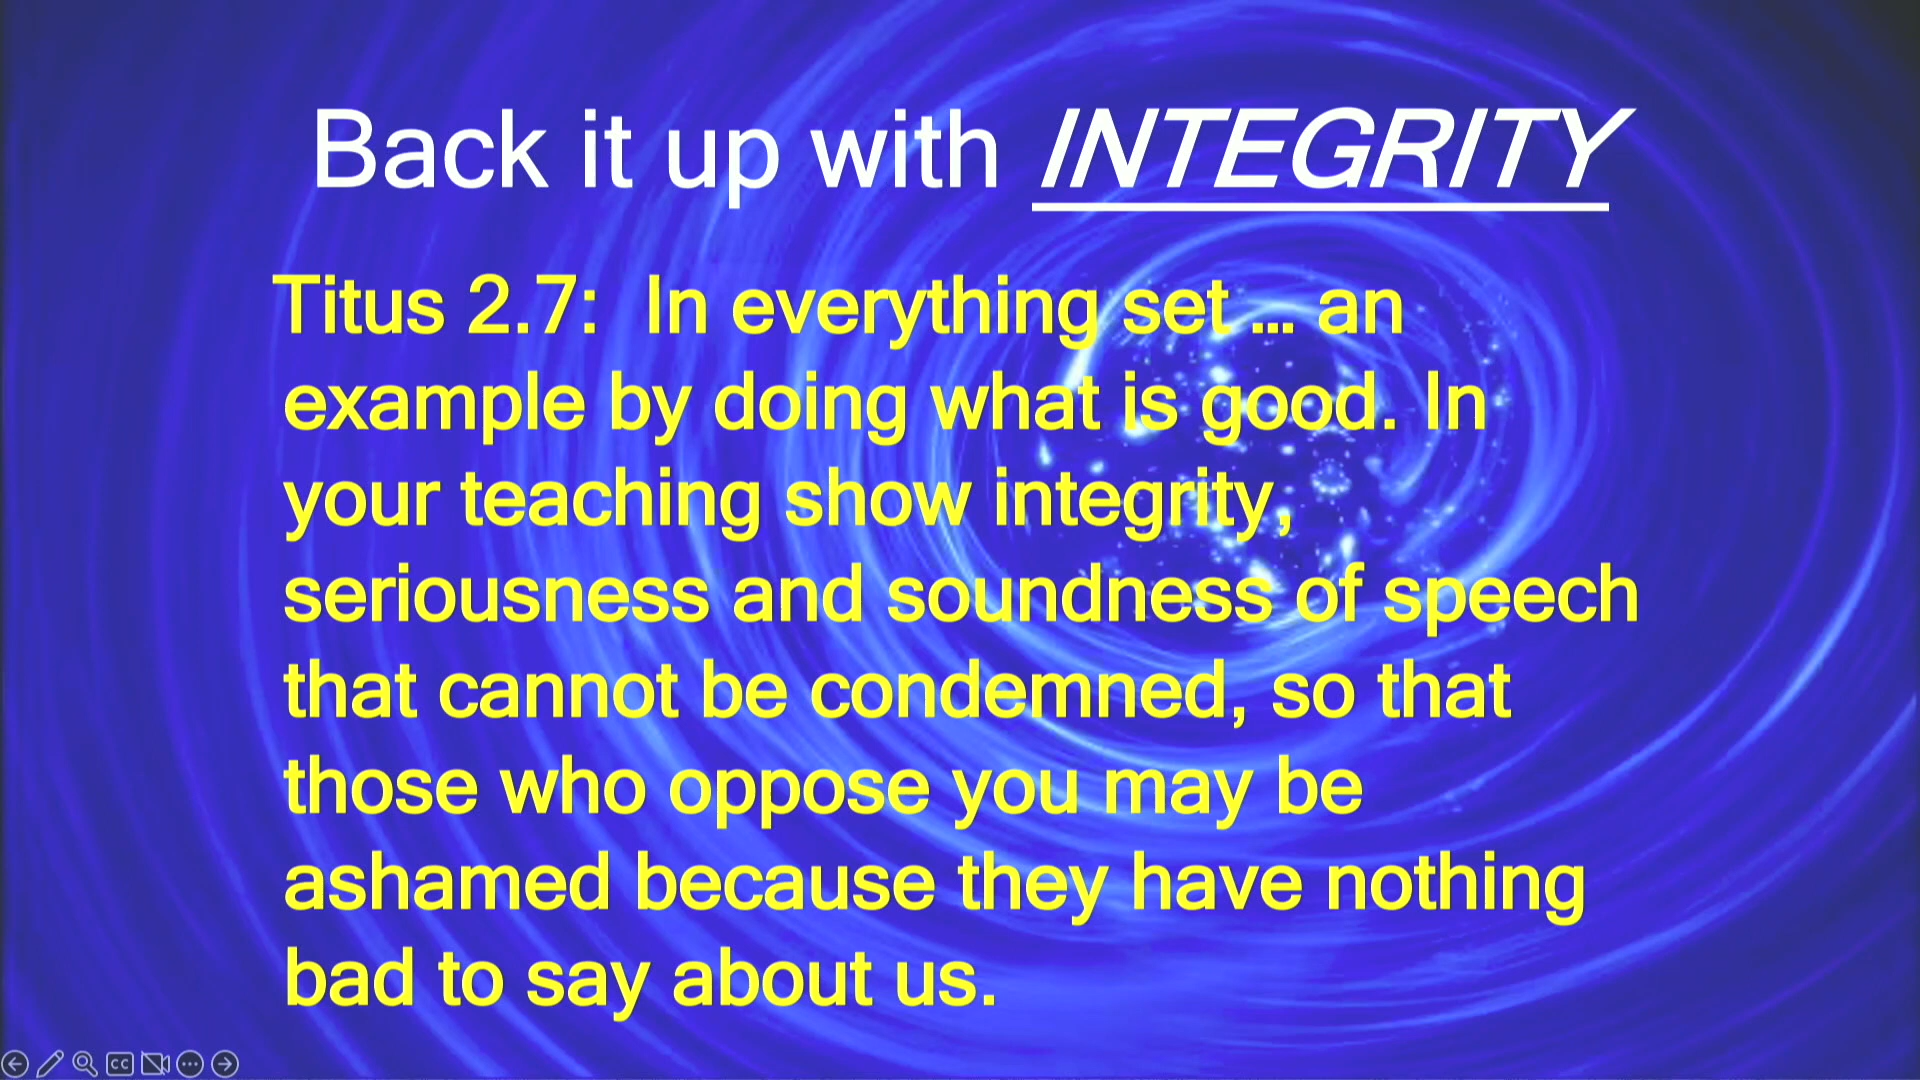 Back it up with INTEGRITY
Titus 2.7:  In everything set ... an
example by doing what is good. In
your teaching show integrity,
seriousness and soundness of speech
that cannot be condemned, so that
those who oppose you may be
ashamed because they have nothing
bad to say about us.
CC